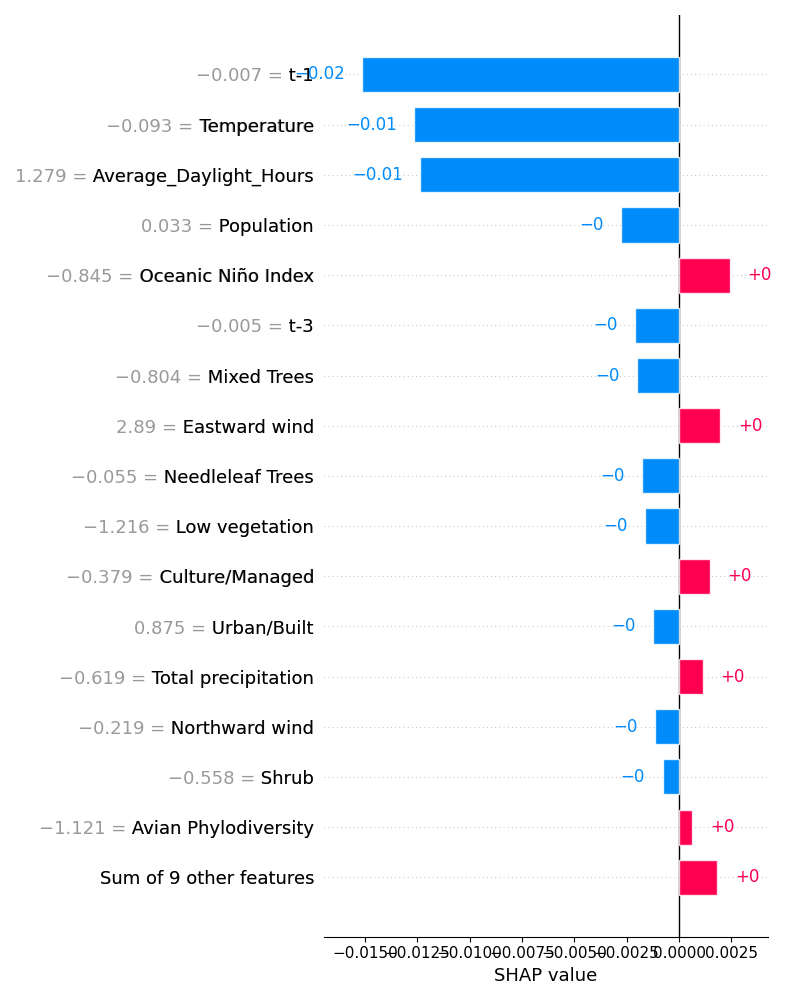 −0.007 = t-1 −0.02
−0.093 = Temperature −0.01
1.279 = Average_Daylight_Hours −0.01
0.033 = Population −0
−0.845 = Oceanic Niño Index +0
−0.005 = t-3 −0
−0.804 = Mixed Trees −0
2.89 = Eastward wind +0
−0.055 = Needleleaf Trees −0
−1.216 = Low vegetation −0
−0.379 = Culture/Managed +0
0.875 = Urban/Built −0
−0.619 = Total precipitation +0
−0.219 = Northward wind −0
−0.558 = Shrub −0
−1.121 = Avian Phylodiversity +0
Sum of 9 other features +0
−0.0150 −0.0125 −0.0100 −0.0075 −0.0050 −0.0025 0.0000 0.0025
SHAP value